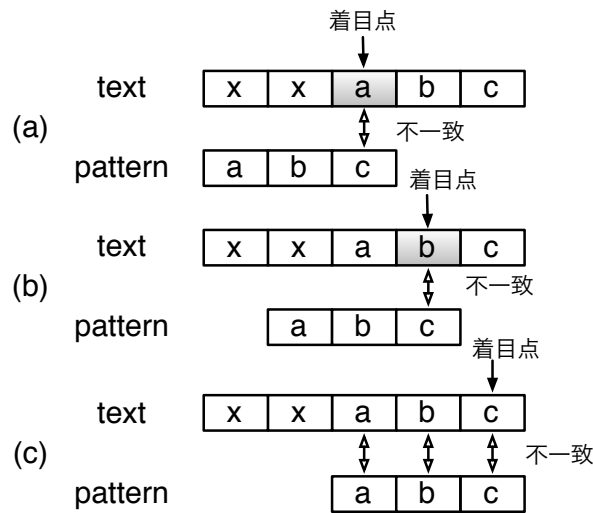 着目点
text x x a b c
(a) 不一致
pattern a b c
着目点
text x x a b c
(b) 不一致
pattern a b c
着目点
text x x a b c
(c) 不一致
pattern a b c